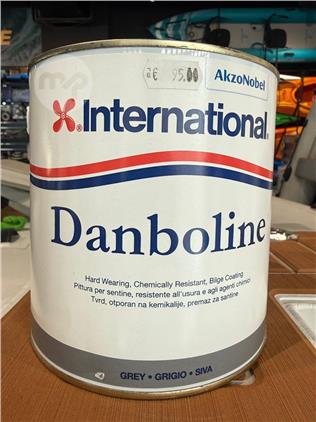 € 95.00
AkzoNobel
International®
Danboline
Hard Wearing, Chemically Resistant, Bilge Coating
Pittura per sentine, resistente all'usura e agli agenti chimici
Tvrd, otporan na kemikalije, premaz za santine
GREY • GRIGIO • SIVA